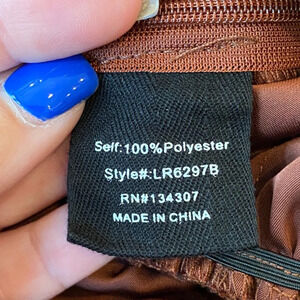 Self:100%Polyester
Style#:LR6297B
RN#134307
MADE IN CHINA